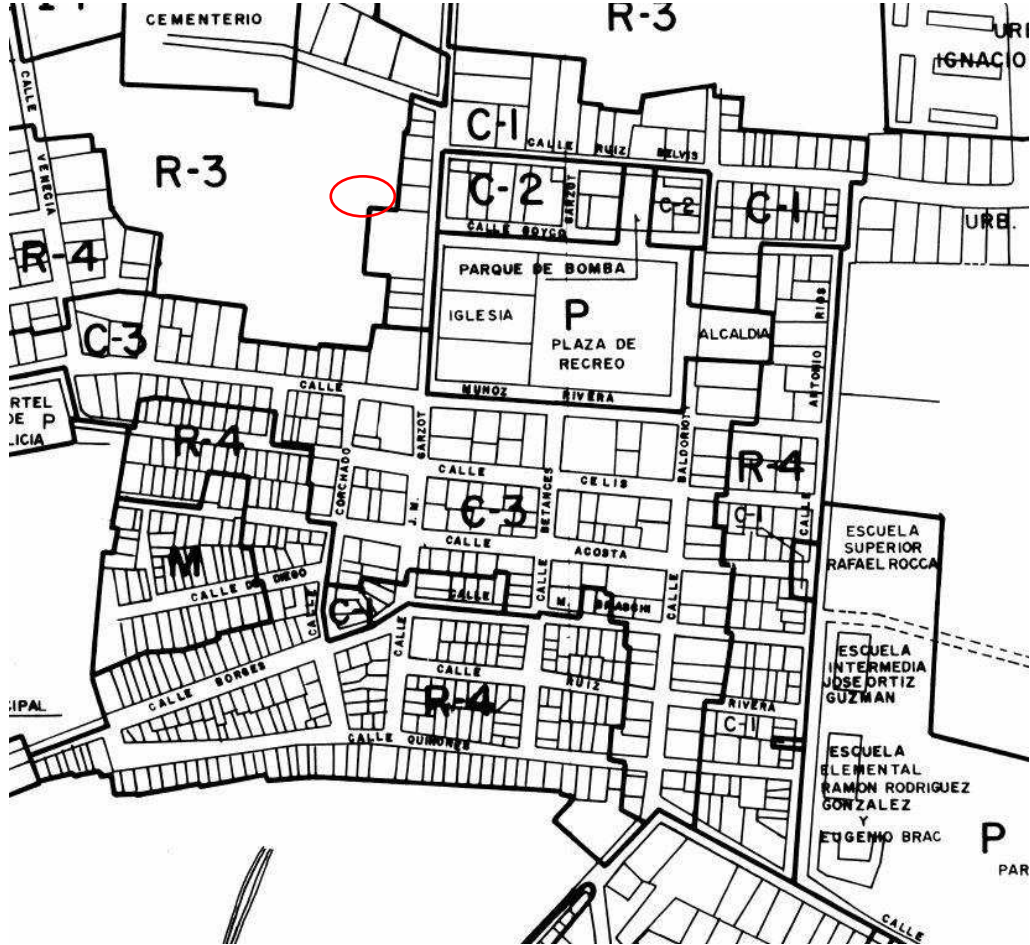 CEMENTERIO
R-3
URB
IGNACIO
C-1
CALLE RUIZ BELVIS
CALLE
VENECIA
R-3
C-2
GARZOT
C-2
C-1
URB.
CALLE GOYCO
R-4
PARQUE DE BOMBA
IGLESIA
P
PLAZA DE
RECREO
ALCALDIA
ANTONIO RIOS
C-3
CALLE
MUÑOZ RIVERA
RTEL
DE P
LICIA
R-4
CORCHADO
J. M. GARZOT
CALLE CELIS
BETANCES
BALDORIOTY
R-4
C-3
C-1
CALLE
CALLE ACOSTA
ESCUELA
SUPERIOR
RAFAEL ROCCA
M
CALLE DE DIEGO
CALLE
C-1
CALLE M. BRASCHI
CALLE
CALLE
CALLE
ESCUELA
INTERMEDIA
JOSE ORTIZ
GUZMAN
CALLE BORGES
CALLE RUIZ RIVERA
CIPAL
R-4
C-1
CALLE QUIÑONES
ESCUELA
ELEMENTAL
RAMON RODRIGUEZ
GONZALEZ
Y
EUGENIO BRAC
P
PAR
CALLE